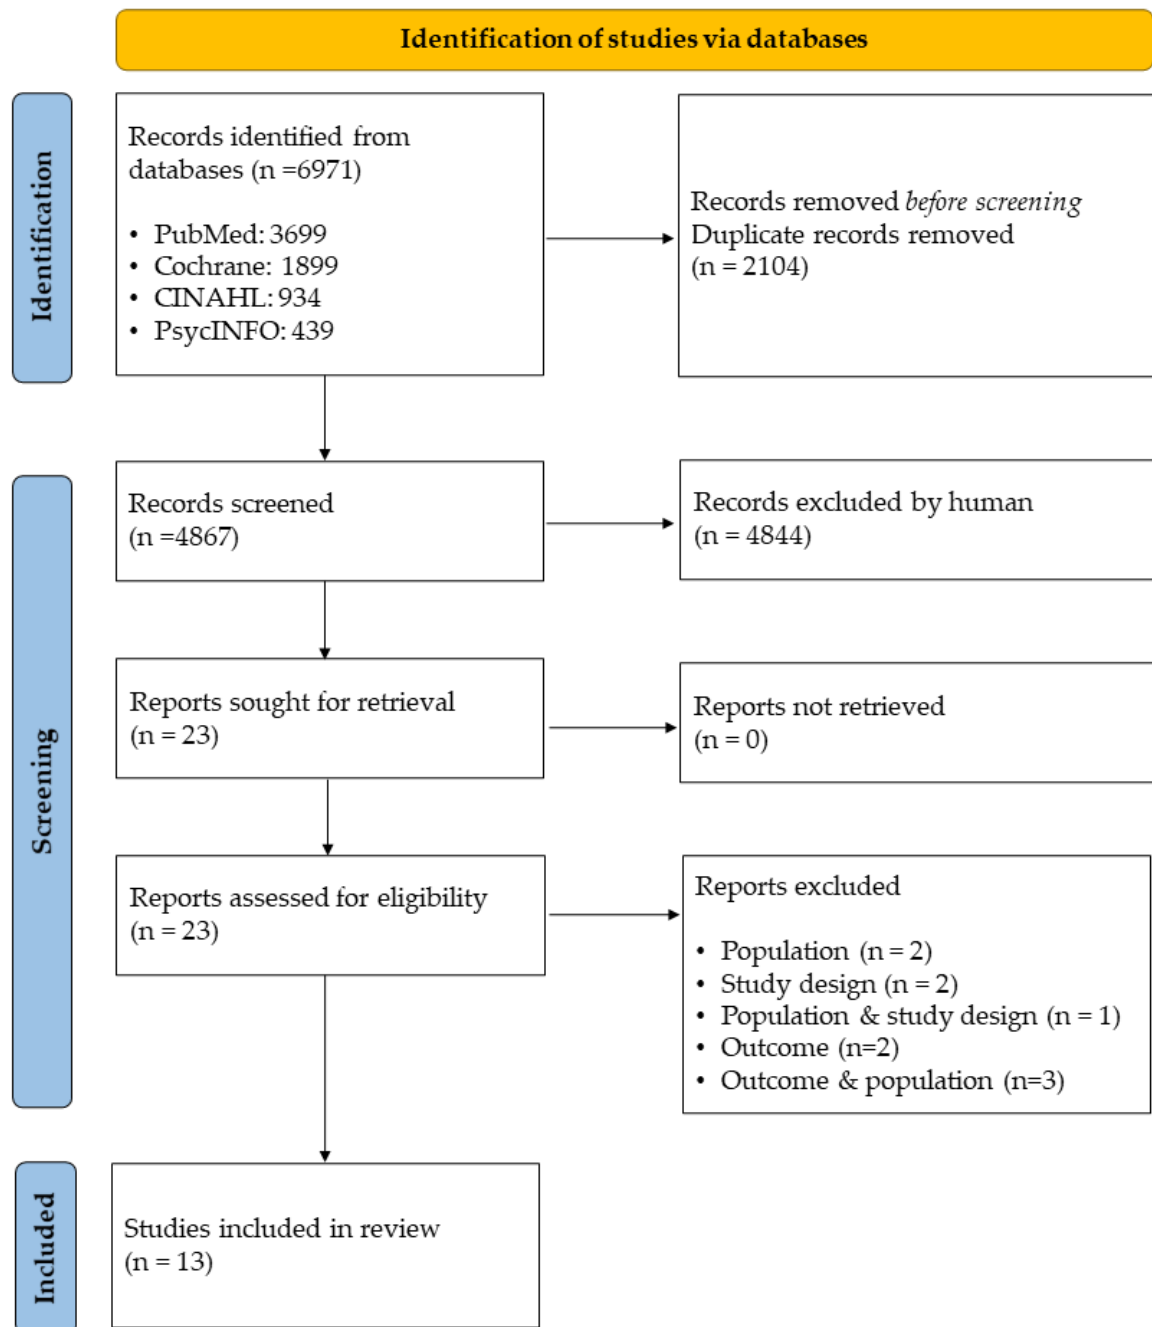 Identification of studies via databases
Identification
Records identified from
databases (n =6971)
• PubMed: 3699
• Cochrane: 1899
• CINAHL: 934
• PsycINFO: 439
Records removed before screening
Duplicate records removed
(n = 2104)
Screening
Records screened
(n =4867)
Records excluded by human
(n = 4844)
Reports sought for retrieval
(n = 23)
Reports not retrieved
(n = 0)
Reports assessed for eligibility
(n = 23)
Reports excluded
• Population (n = 2)
• Study design (n = 2)
• Population & study design (n = 1)
• Outcome (n=2)
• Outcome & population (n=3)
Included
Studies included in review
(n = 13)